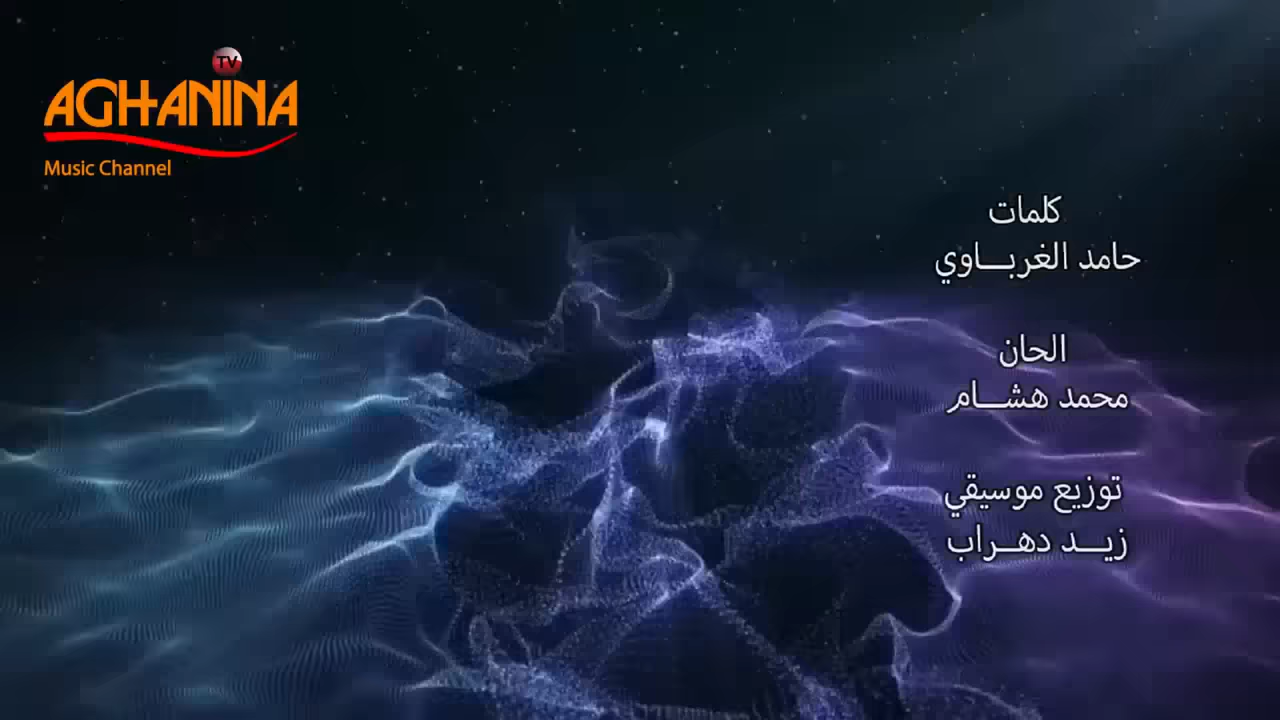 TV
AGHANINA
Music Channel
كلمات
حامد الغربـــاوي
الحان
محمد هشـــام
توزيع موسيقي
زيـــد دهـــراب